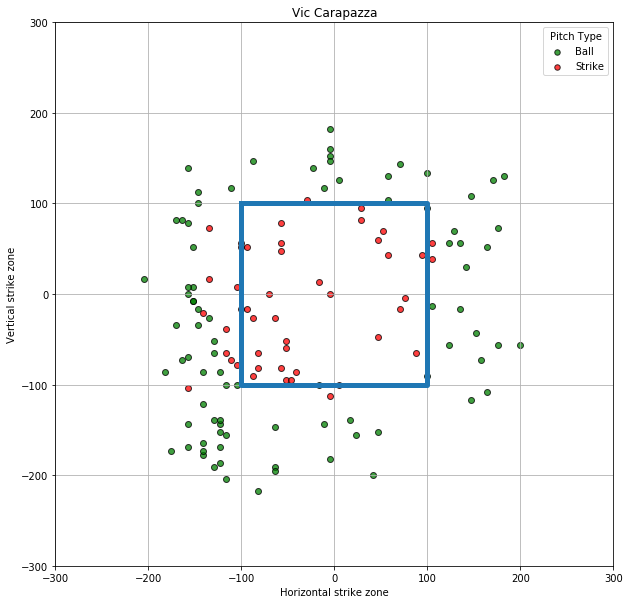 Vic Carapazza
Pitch Type
Ball
Strike
Vertical strike zone
300
200
100
0
−100
−200
−300
−300
−200
−100
0
100
200
300
Horizontal strike zone